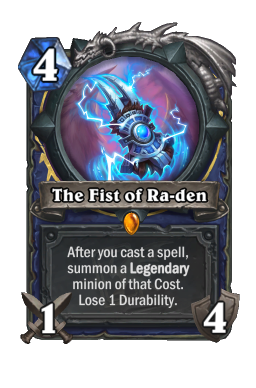 4
The Fist of Ra-den
After you cast a spell,
summon a Legendary
minion of that Cost.
Lose 1 Durability.
1
4